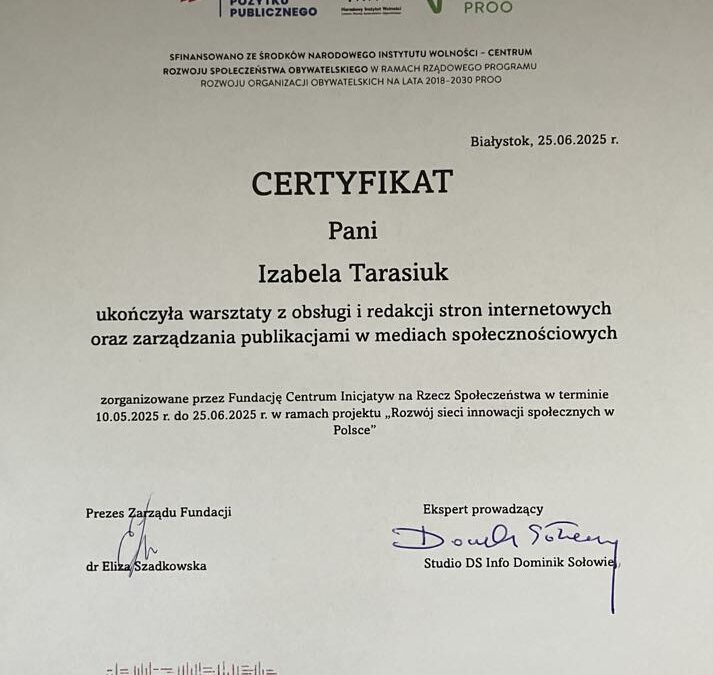 POŻYTKU
PUBLICZNEGO
Narodowy Instytut Wolności
PROO
SFINANSOWANO ZE ŚRODKÓW NARODOWEGO INSTYTUTU WOLNOŚCI – CENTRUM
ROZWOJU SPOŁECZEŃSTWA OBYWATELSKIEGO W RAMACH RZĄDOWEGO PROGRAMU
ROZWOJU ORGANIZACJI OBYWATELSKICH NA LATA 2018-2030 PROO
Białystok, 25.06.2025 r.
CERTYFIKAT
Pani
Izabela Tarasiuk
ukończyła warsztaty z obsługi i redakcji stron internetowych
oraz zarządzania publikacjami w mediach społecznościowych
zorganizowane przez Fundację Centrum Inicjatyw na Rzecz Społeczeństwa w terminie
10.05.2025 r. do 25.06.2025 r. w ramach projektu „Rozwój sieci innowacji społecznych w
Polsce”
Prezes Zarządu Fundacji
dr Eliza Szadkowska
Ekspert prowadzący
Studio DS Info Dominik Sołowiej